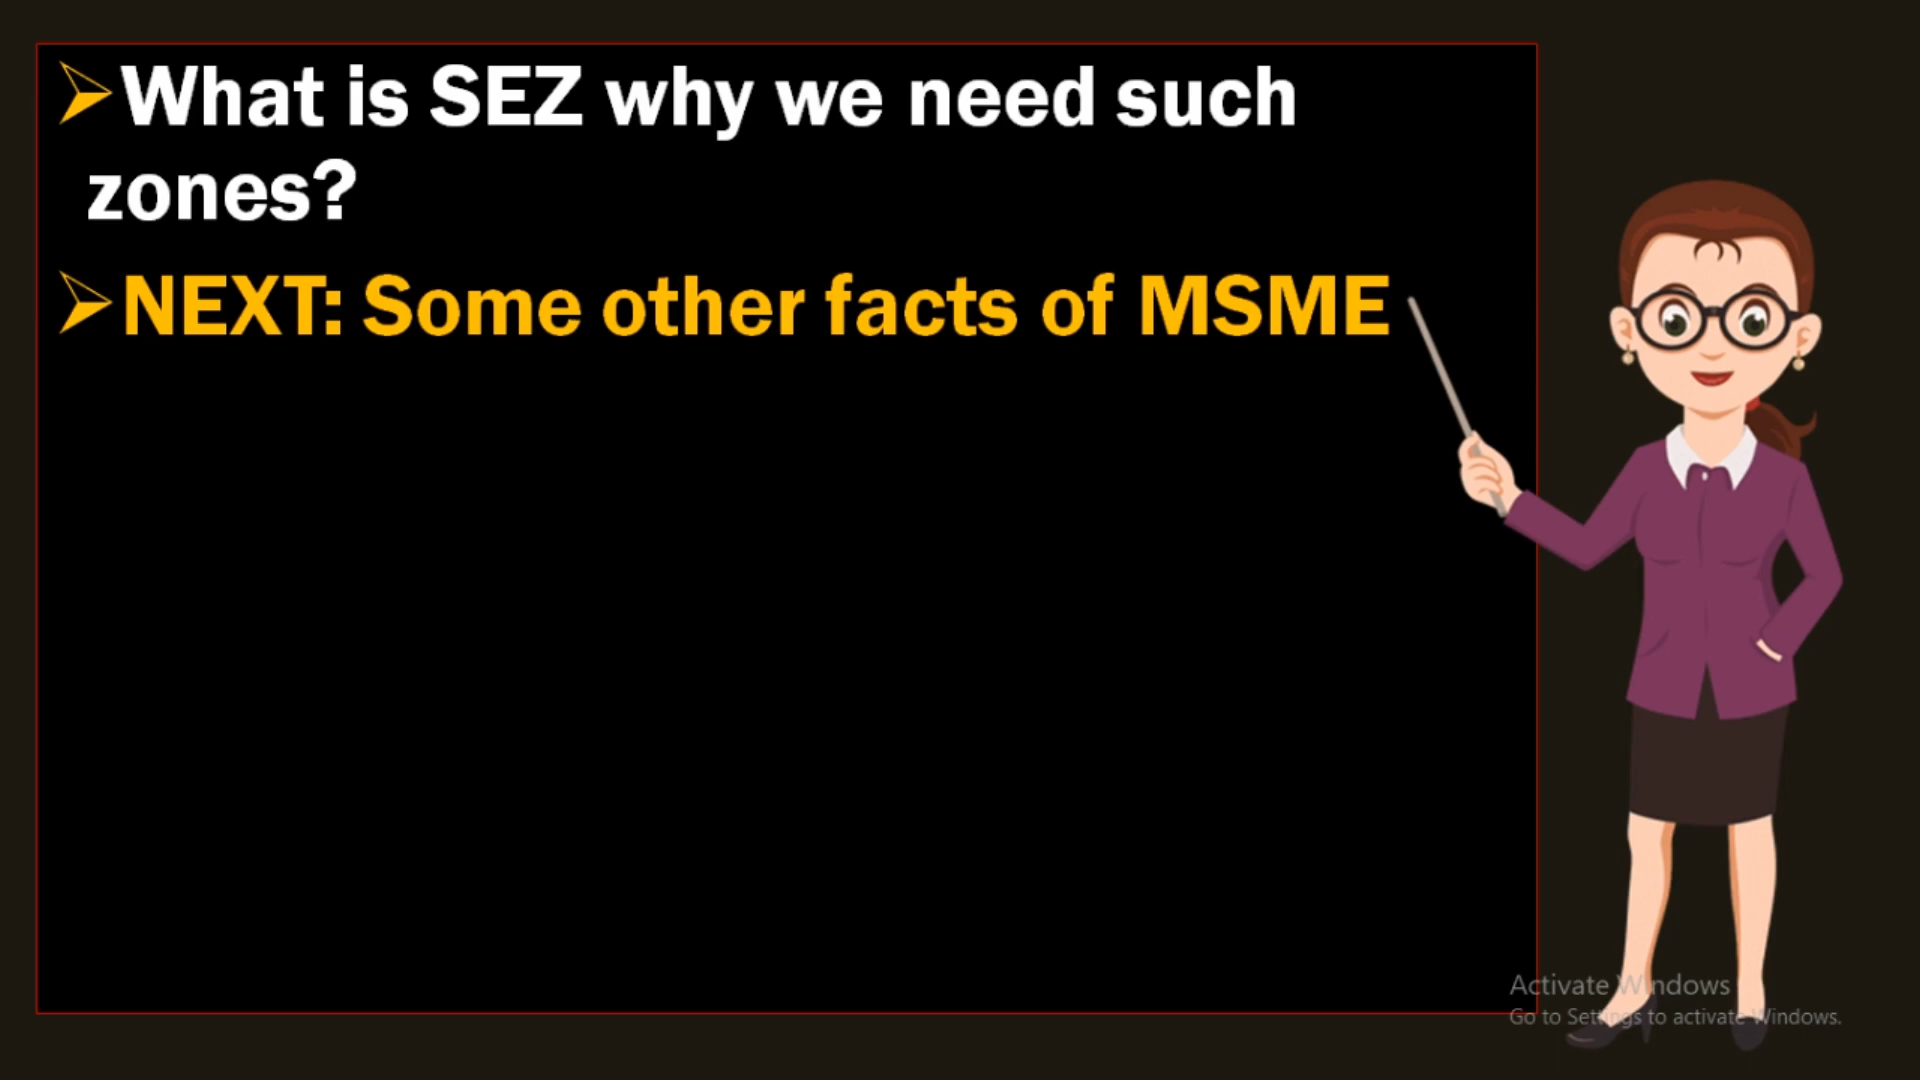 What is SEZ why we need such
zones?
NEXT: Some other facts of MSME
Activate Windows
Go to Settings to activate Windows.